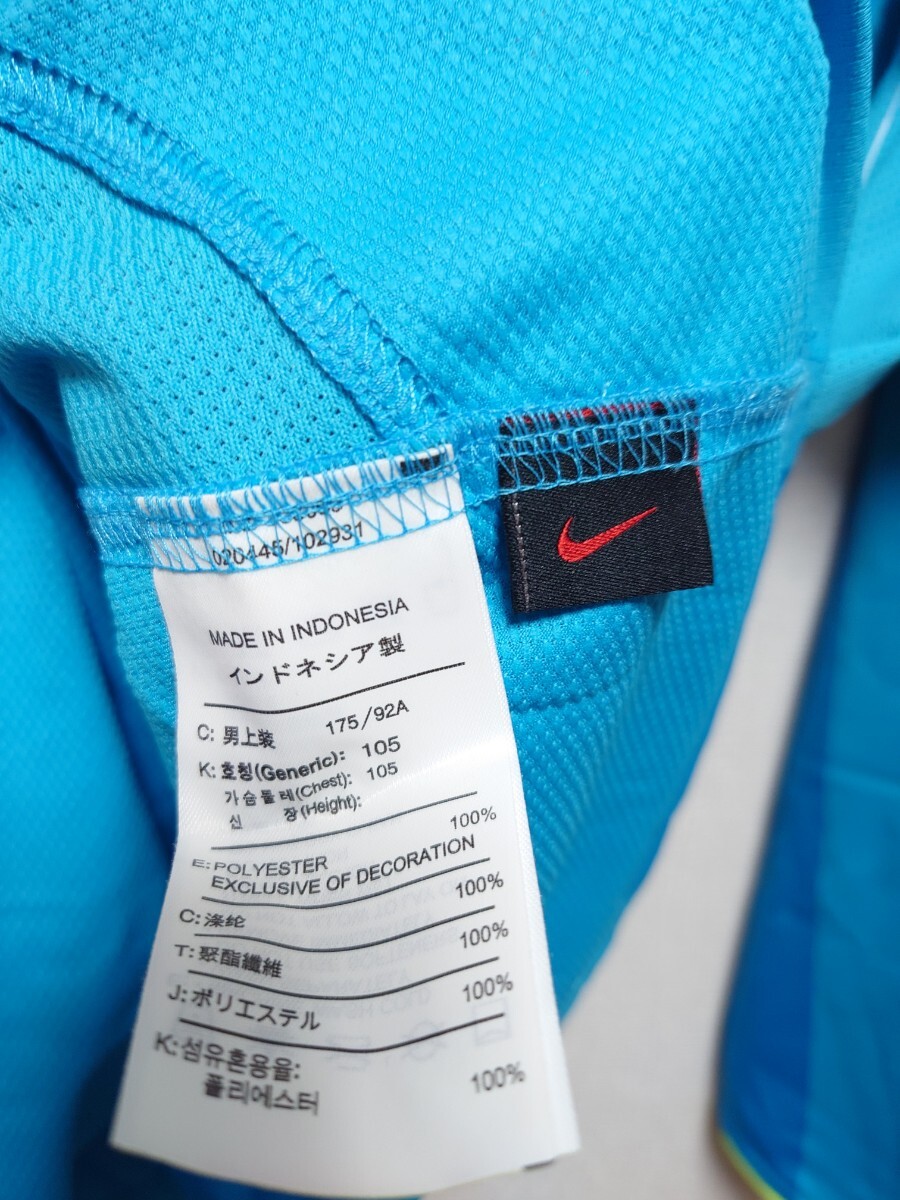 020445/102931
MADE IN INDONESIA
インドネシア製
C: 男上装 175/92A
K: 호칭(Generic): 105
가슴둘레(Chest): 105
신 장(Height):
E: POLYESTER 100%
EXCLUSIVE OF DECORATION
C: 涤纶 100%
T: 聚酯纖維 100%
J: ポリエステル 100%
K: 섬유혼용율:
폴리에스터 100%